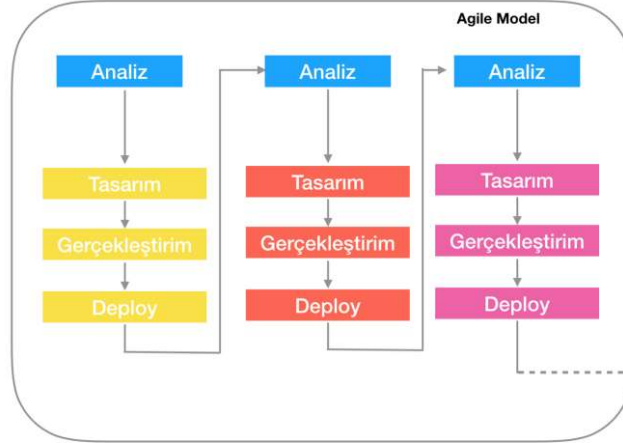 Agile Model
Analiz
Tasarım
Gerçekleştirim
Deploy
Analiz
Tasarım
Gerçekleştirim
Deploy
Analiz
Tasarım
Gerçekleştirim
Deploy